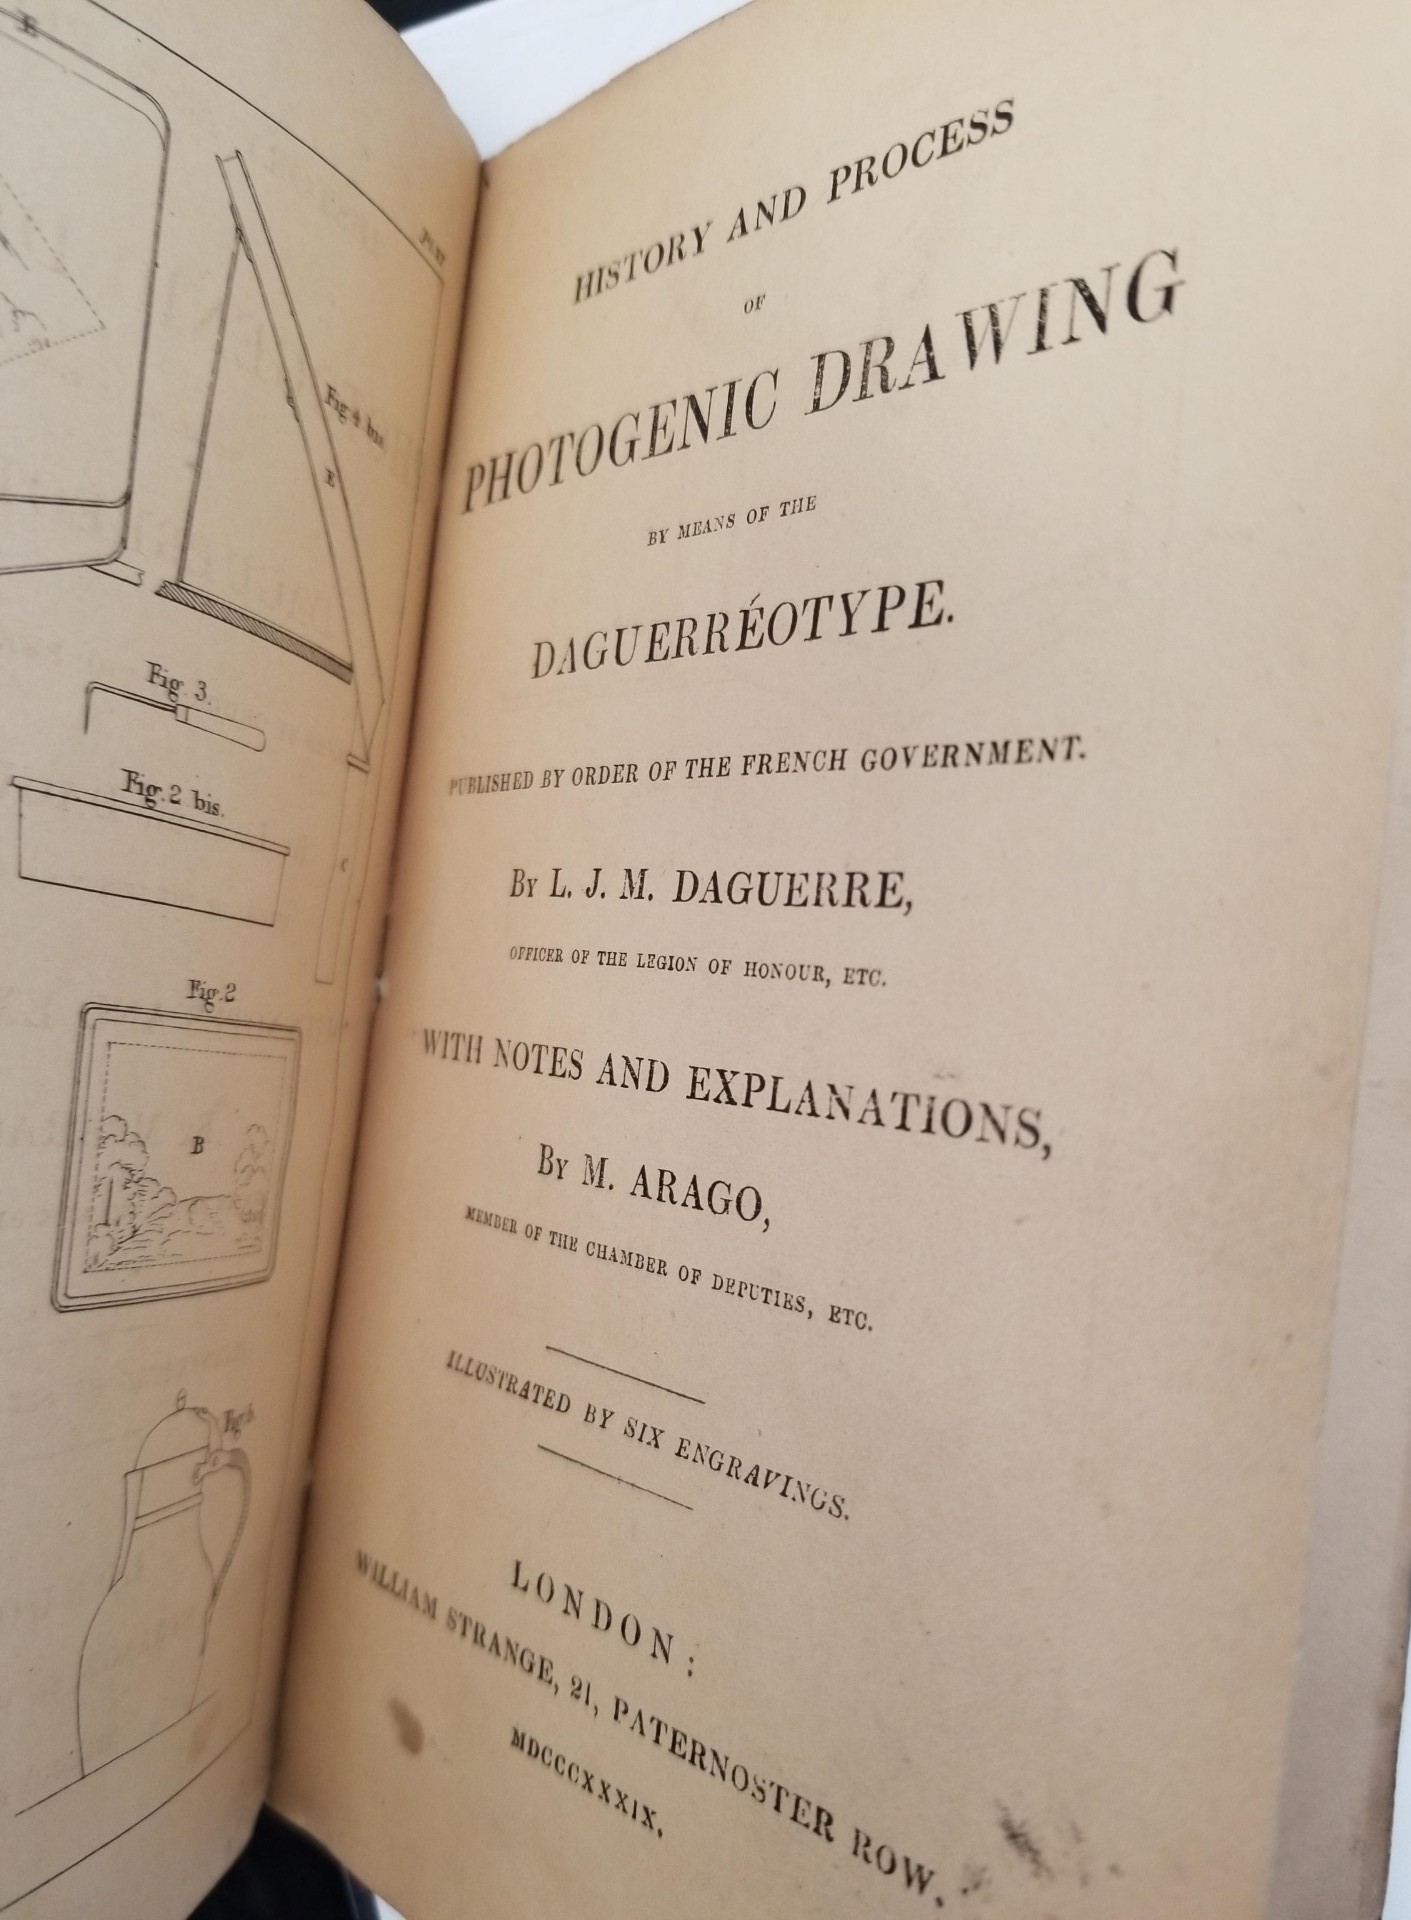 B
Fig. 4 bis
E
Fig. 3.
Fig. 2 bis.
C
Fig. 2
B
HISTORY AND PROCESS
OF
PHOTOGENIC DRAWING
BY MEANS OF THE
DAGUERRÉOTYPE.
PUBLISHED BY ORDER OF THE FRENCH GOVERNMENT.
BY L. J. M. DAGUERRE,
OFFICER OF THE LEGION OF HONOUR, ETC.
WITH NOTES AND EXPLANATIONS,
BY M. ARAGO,
MEMBER OF THE CHAMBER OF DEPUTIES, ETC.
ILLUSTRATED BY SIX ENGRAVINGS.
LONDON:
WILLIAM STRANGE, 21, PATERNOSTER ROW.
MDCCCXXXIX.